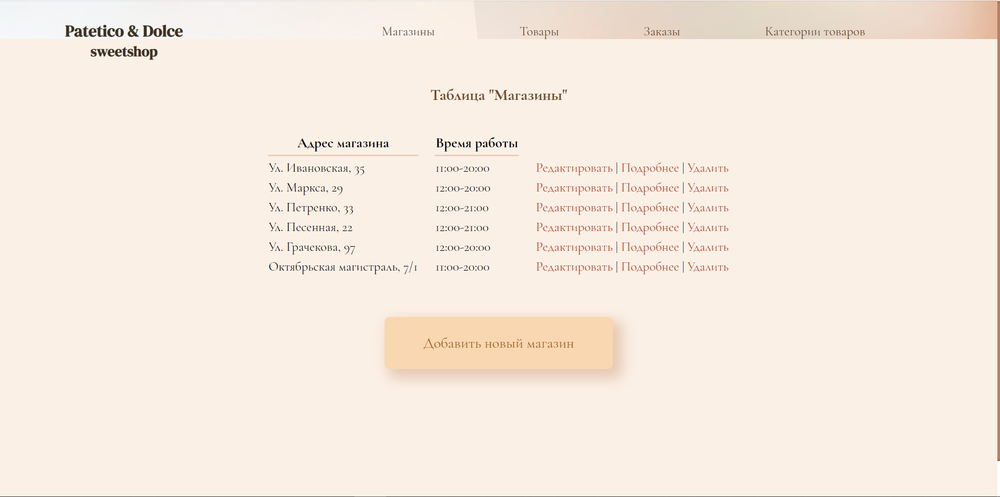 Patetico & Dolce
sweetshop
Магазины Товары Заказы Категории товаров
Таблица "Магазины"
Адрес магазина Время работы
Ул. Ивановская, 35 11:00-20:00 Редактировать | Подробнее | Удалить
Ул. Маркса, 29 12:00-20:00 Редактировать | Подробнее | Удалить
Ул. Петренко, 33 12:00-21:00 Редактировать | Подробнее | Удалить
Ул. Песенная, 22 12:00-21:00 Редактировать | Подробнее | Удалить
Ул. Грачекова, 97 12:00-20:00 Редактировать | Подробнее | Удалить
Октябрьская магистраль, 7/1 11:00-20:00 Редактировать | Подробнее | Удалить
Добавить новый магазин